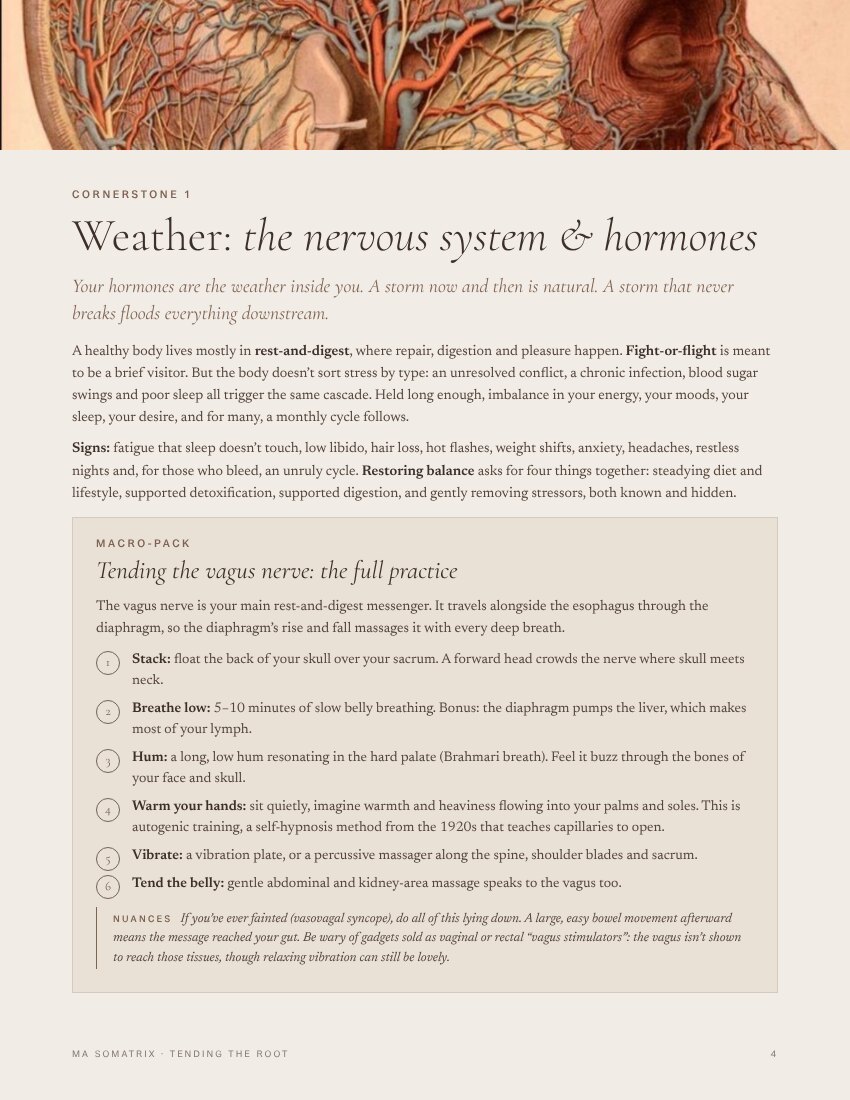 CORNERSTONE 1
Weather: the nervous system & hormones
Your hormones are the weather inside you. A storm now and then is natural. A storm that never
breaks floods everything downstream.
A healthy body lives mostly in rest-and-digest, where repair, digestion and pleasure happen. Fight-or-flight is meant
to be a brief visitor. But the body doesn’t sort stress by type: an unresolved conflict, a chronic infection, blood sugar
swings and poor sleep all trigger the same cascade. Held long enough, imbalance in your energy, your moods, your
sleep, your desire, and for many, a monthly cycle follows.
Signs: fatigue that sleep doesn’t touch, low libido, hair loss, hot flashes, weight shifts, anxiety, headaches, restless
nights and, for those who bleed, an unruly cycle. Restoring balance asks for four things together: steadying diet and
lifestyle, supported detoxification, supported digestion, and gently removing stressors, both known and hidden.
MACRO-PACK
Tending the vagus nerve: the full practice
The vagus nerve is your main rest-and-digest messenger. It travels alongside the esophagus through the
diaphragm, so the diaphragm’s rise and fall massages it with every deep breath.
1 Stack: float the back of your skull over your sacrum. A forward head crowds the nerve where skull meets
neck.
2 Breathe low: 5–10 minutes of slow belly breathing. Bonus: the diaphragm pumps the liver, which makes
most of your lymph.
3 Hum: a long, low hum resonating in the hard palate (Brahmari breath). Feel it buzz through the bones of
your face and skull.
4 Warm your hands: sit quietly, imagine warmth and heaviness flowing into your palms and soles. This is
autogenic training, a self-hypnosis method from the 1920s that teaches capillaries to open.
5 Vibrate: a vibration plate, or a percussive massager along the spine, shoulder blades and sacrum.
6 Tend the belly: gentle abdominal and kidney-area massage speaks to the vagus too.
NUANCES If you’ve ever fainted (vasovagal syncope), do all of this lying down. A large, easy bowel movement afterward
means the message reached your gut. Be wary of gadgets sold as vaginal or rectal “vagus stimulators”: the vagus isn’t shown
to reach those tissues, though relaxing vibration can still be lovely.
MA SOMATRIX · TENDING THE ROOT
4